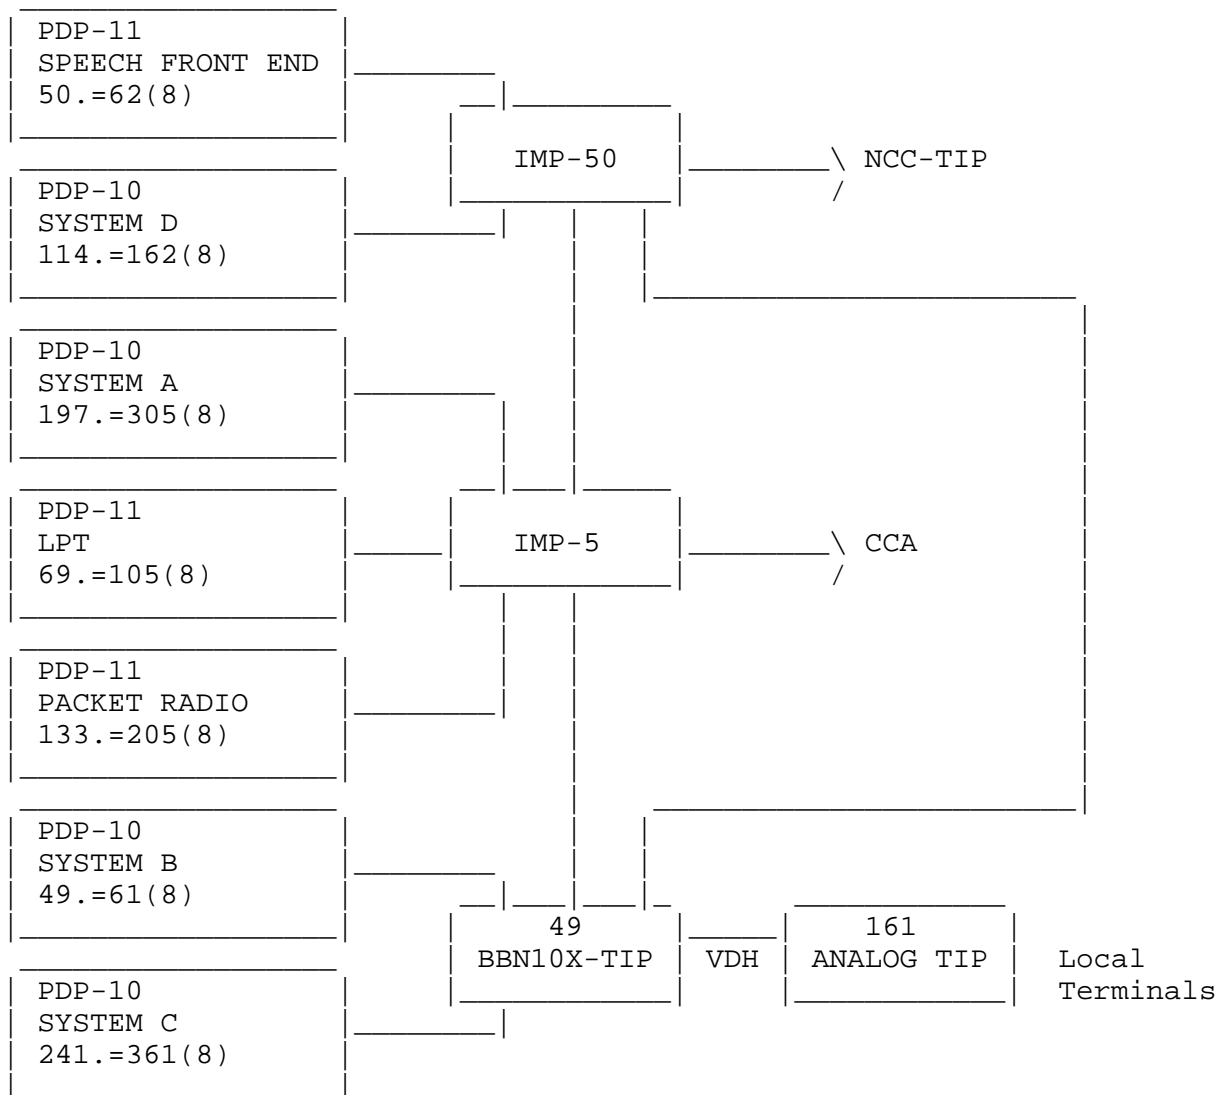 PDP-11
SPEECH FRONT END
50.=62(8)
IMP-50 NCC-TIP
PDP-10
SYSTEM D
114.=162(8)
PDP-10
SYSTEM A
197.=305(8)
PDP-11
LPT IMP-5 CCA
69.=105(8)
PDP-11
PACKET RADIO
133.=205(8)
PDP-10
SYSTEM B
49.=61(8)
49 161
BBN10X-TIP VDH ANALOG TIP Local
PDP-10 Terminals
SYSTEM C
241.=361(8)